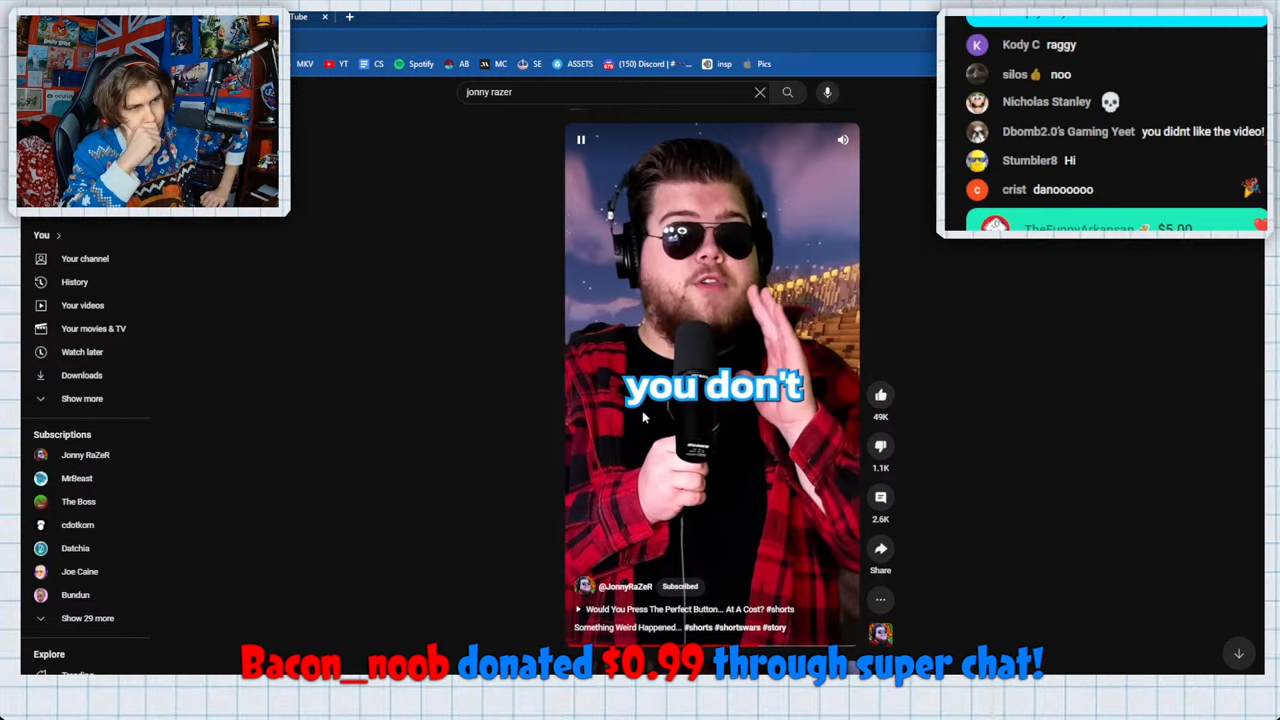 Tube
YT
CS
Spotify
AB
MC
SE
ASSETS
(150) Discord | #
insp
Pics
jonny razer
Kody C raggy
silos noo
Nicholas Stanley
Dbomb2.0's Gaming Yeet you didnt like the video!
Stumbler8 Hi
crist danoooooo
TheFunnyArkansan $5.00
You
Your channel
History
Your videos
Your movies & TV
Watch later
Downloads
Show more
Subscriptions
Jonny RaZeR
MrBeast
The Boss
cdotkom
Datchia
Joe Caine
Bundun
Show 29 more
Explore
you don't
@JonnyRaZeR Subscribed
Would You Press The Perfect Button... At A Cost? #shorts
Something Weird Happened... #shorts #shortswars #story
49K
1.1K
2.6K
Share
Bacon_noob donated $0.99 through super chat!